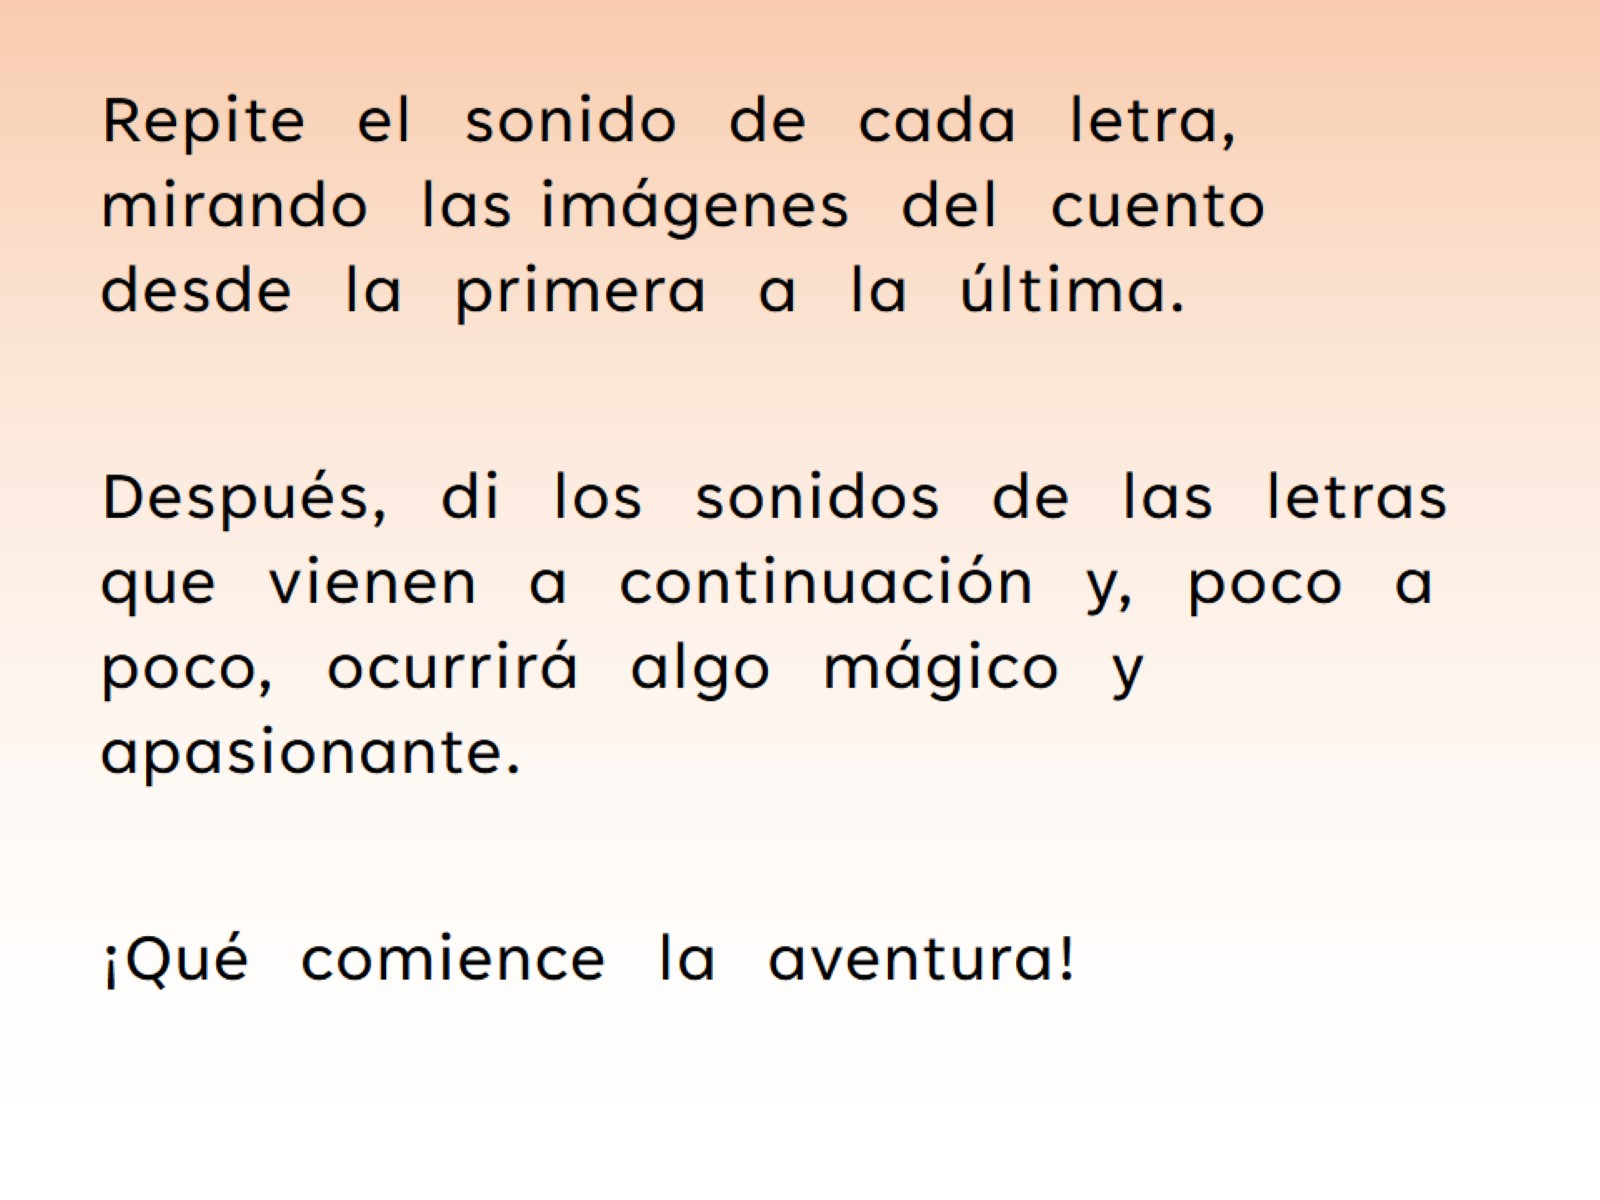 Repite el sonido de cada letra,
mirando las imágenes del cuento
desde la primera a la última.
Después, di los sonidos de las letras
que vienen a continuación y, poco a
poco, ocurrirá algo mágico y
apasionante.
¡Qué comience la aventura!